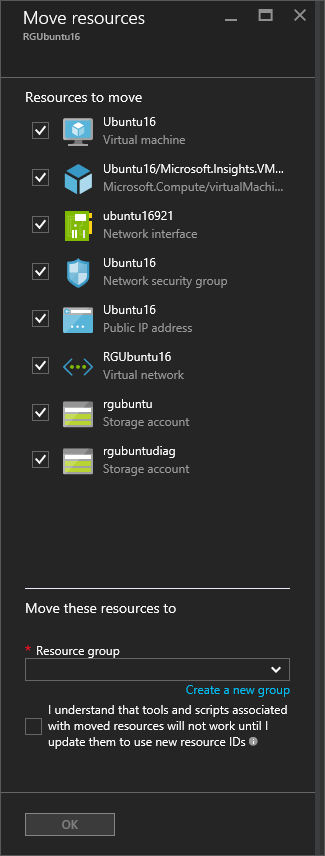 Move resources
RGUbuntu16
Resources to move
Ubuntu16
Virtual machine
Ubuntu16/Microsoft.Insights.VM...
Microsoft.Compute/virtualMachi...
ubuntu16921
Network interface
Ubuntu16
Network security group
Ubuntu16
Public IP address
RGUbuntu16
Virtual network
rgubuntu
Storage account
rgubuntudiag
Storage account
Move these resources to
* Resource group
Create a new group
I understand that tools and scripts associated
with moved resources will not work until I
update them to use new resource IDs
OK